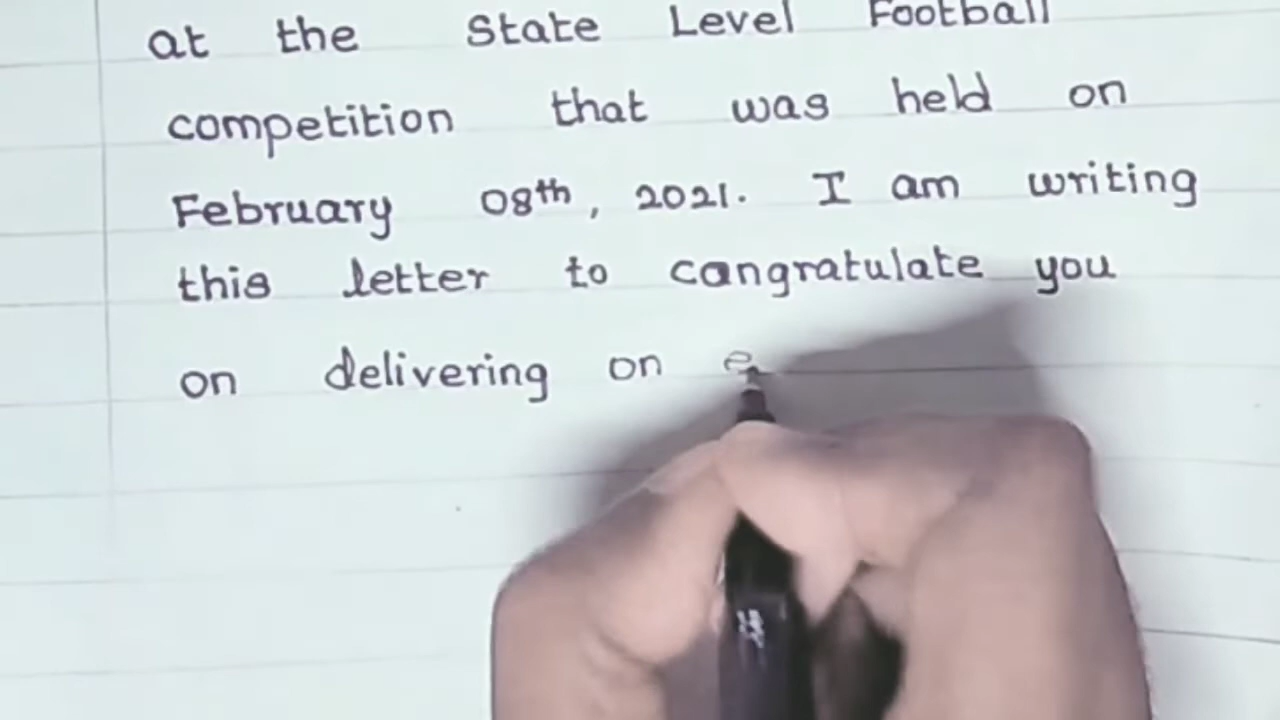 at the State Level Football
competition that was held on
February 08th, 2021. I am writing
this letter to cangratulate you
on delivering on e